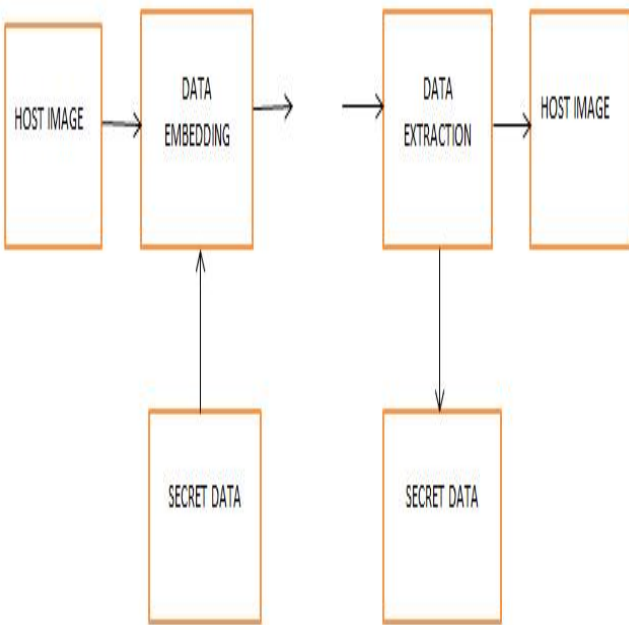 HOST IMAGE
DATA
EMBEDDING
DATA
EXTRACTION
HOST IMAGE
SECRET DATA
SECRET DATA